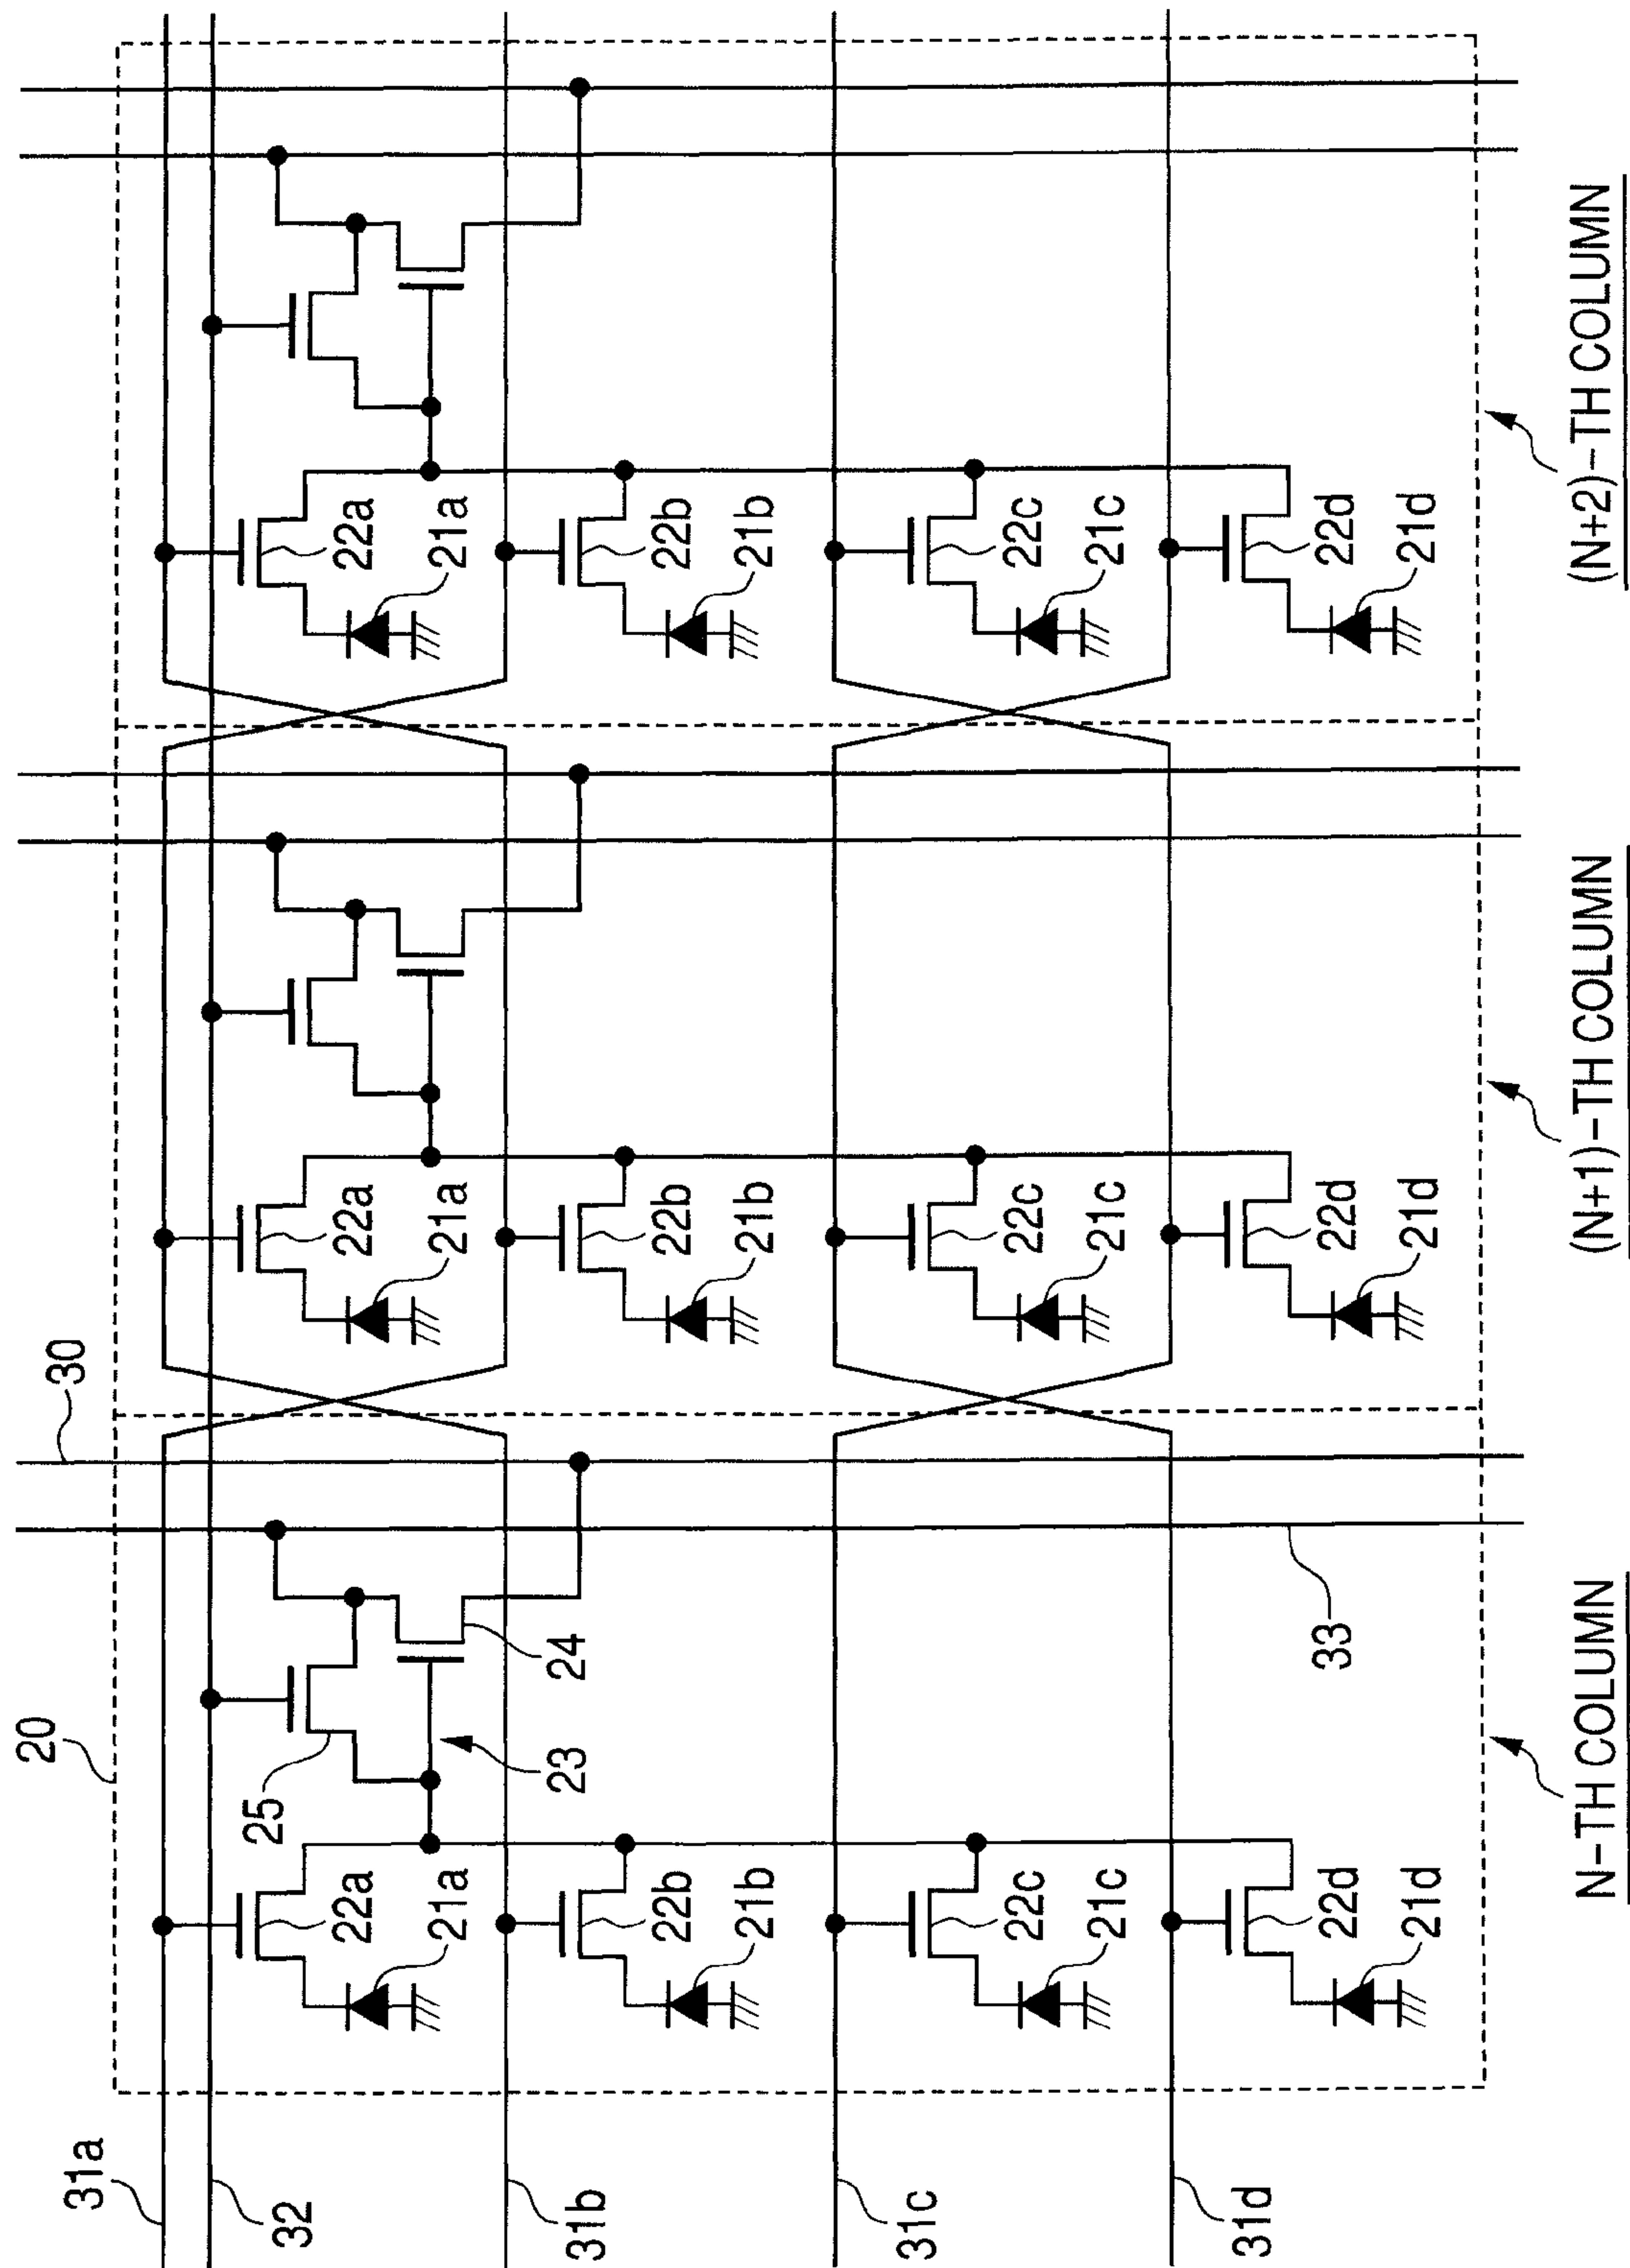 20
30
31a
32
25
22a
21a
23
24
22a
21a
22a
21a
31b
22b
21b
22b
21b
22b
21b
31c
22c
21c
22c
21c
22c
21c
31d
22d
21d
33
22d
21d
22d
21d
N-TH COLUMN
(N+1)-TH COLUMN
(N+2)-TH COLUMN